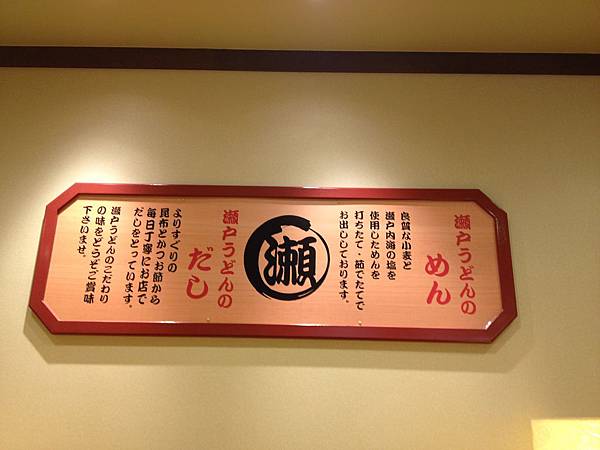 瀬戸うどんの
めん
良質な小麦と
瀬戸内海の塩を
使用しためんを
打ちたて・茹でたてで
お出ししております。
瀬
瀬戸うどんの
だし
よりすぐりの
昆布とかつお節から
毎日丁寧にお店で
だしをとっています。
瀬戸うどんのこだわり
の味をどうぞご賞味
下さいませ。